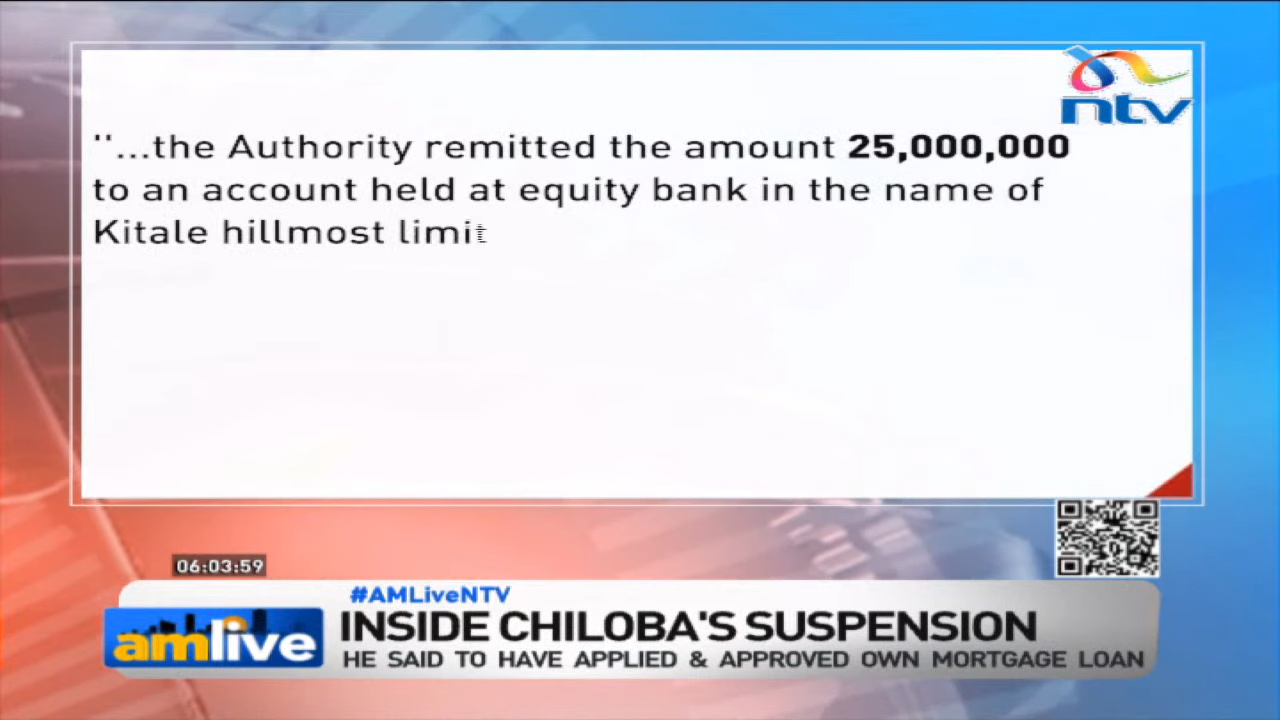 ntv
"...the Authority remitted the amount 25,000,000
to an account held at equity bank in the name of
Kitale hillmost limit
06:03:59
#AMLiveNTV
amlive
INSIDE CHILOBA'S SUSPENSION
HE SAID TO HAVE APPLIED & APPROVED OWN MORTGAGE LOAN